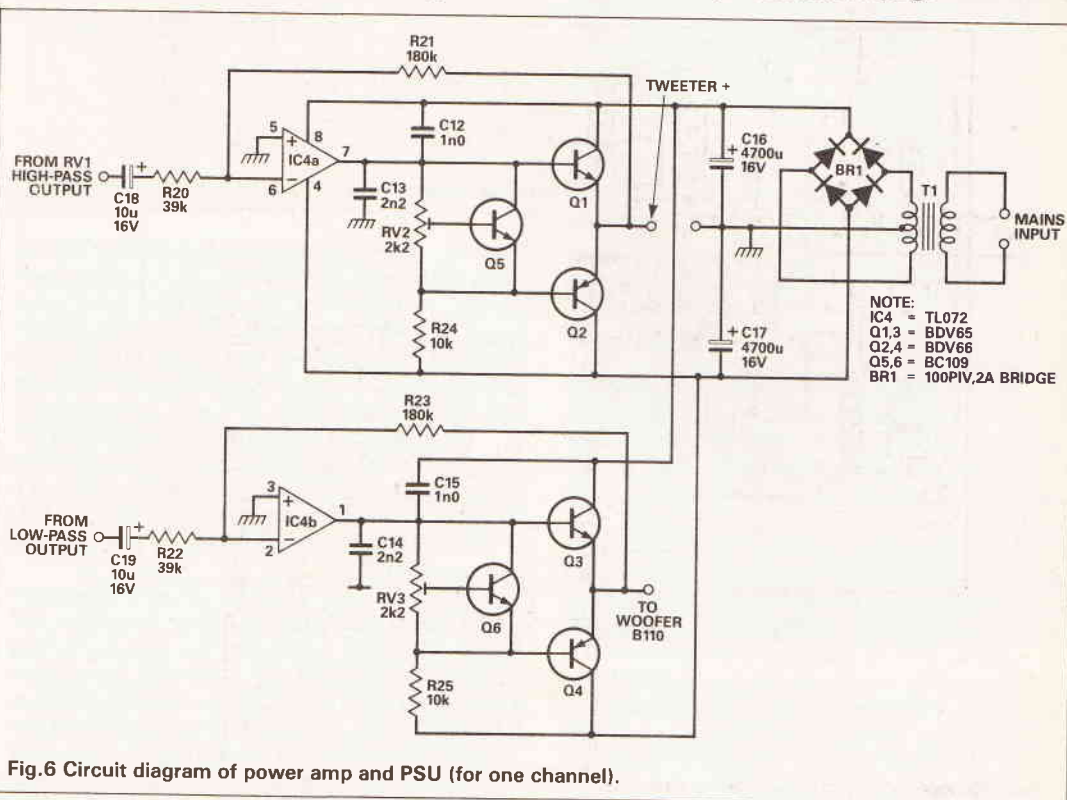 R21
180k
TWEETER +
5
8
C12
1n0
+
C16
4700u
16V
FROM RV1
HIGH-PASS
OUTPUT
+
IC4a
7
BR1
6
4
Q1
C18
10u
16V
R20
39k
C13
2n2
T1
RV2
2k2
Q5
MAINS
INPUT
Q2
R24
10k
+
C17
4700u
16V
NOTE:
IC4 = TL072
Q1,3 = BDV65
Q2,4 = BDV66
Q5,6 = BC109
BR1 = 100PIV,2A BRIDGE
R23
180k
C15
1n0
3
+
IC4b
1
2
FROM
LOW-PASS
OUTPUT
+
C19
10u
16V
R22
39k
C14
2n2
Q3
RV3
2k2
Q6
TO
WOOFER
B110
Q4
R25
10k
Fig.6 Circuit diagram of power amp and PSU (for one channel).